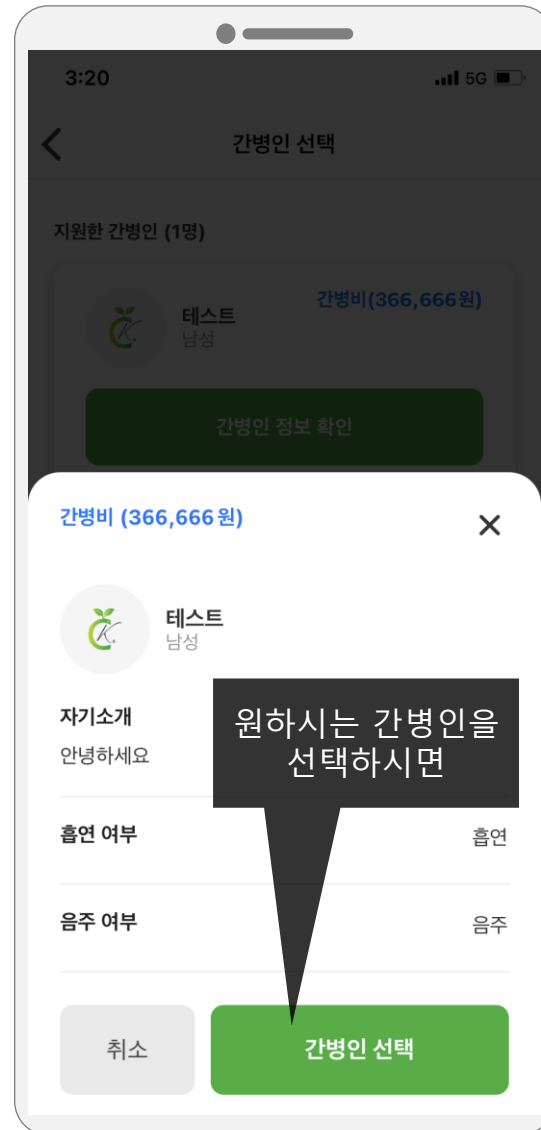 3:20
5G
간병인 선택
지원한 간병인 (1명)
간병비(366,666원)
테스트
남성
간병인 정보 확인
간병비 (366,666원)
테스트
남성
자기소개
안녕하세요
원하시는 간병인을
선택하시면
흡연 여부
흡연
음주 여부
음주
취소
간병인 선택